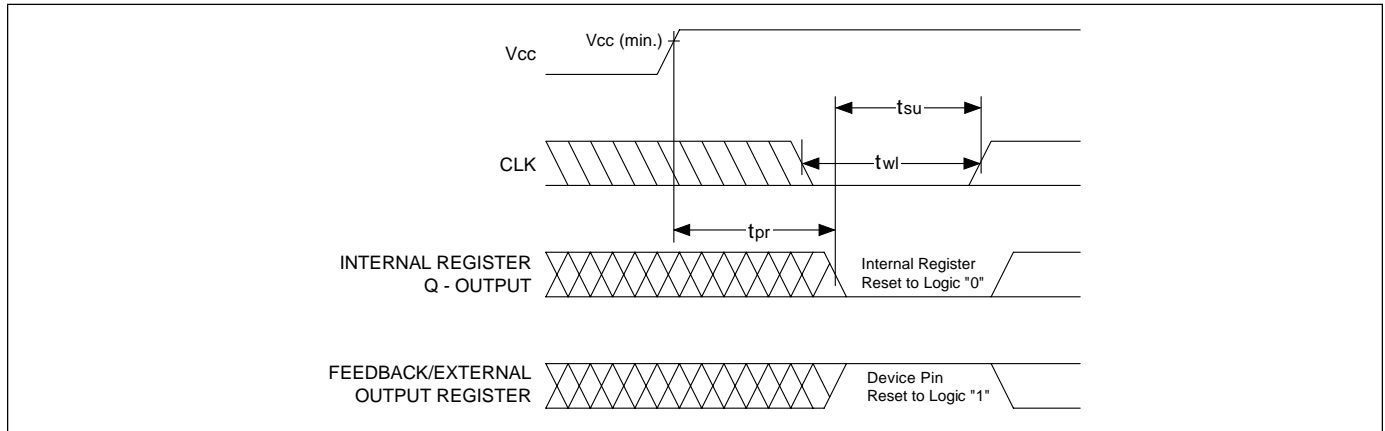 Vcc (min.)
Vcc
tsu
CLK
twl
tpr
INTERNAL REGISTER
Q - OUTPUT
Internal Register
Reset to Logic "0"
FEEDBACK/EXTERNAL
OUTPUT REGISTER
Device Pin
Reset to Logic "1"